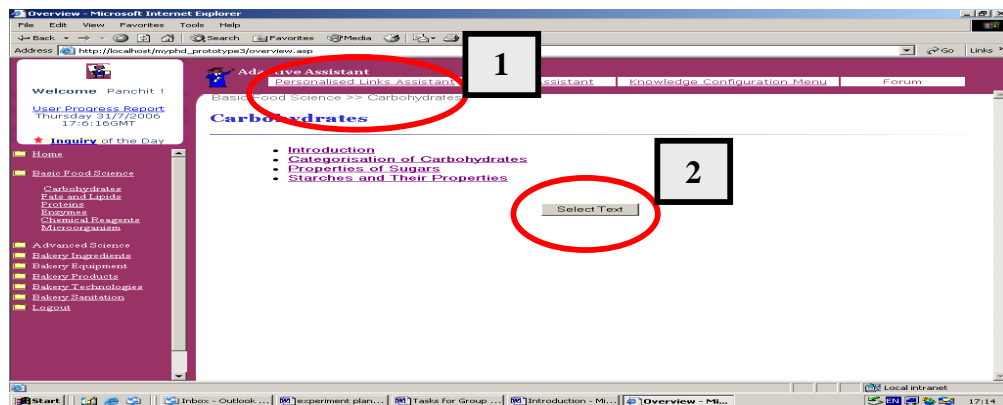 Overview - Microsoft Internet Explorer
File Edit View Favorites Tools Help
Back Search Favorites Media
Address http://localhost/myphd_prototype3/overview.asp Go Links
1
Adaptive Assistant
Personalised Links Assistant ssistant Knowledge Configuration Menu Forum
Welcome Panchit !
User Progress Report
Thursday 31/7/2006
17:6:16GMT
Inquiry of the Day
Home
Basic Food Science
Carbohydrates
Fats and Lipids
Proteins
Enzymes
Chemical Reagents
Microorganism
Advanced Science
Bakery Ingredients
Bakery Equipment
Bakery Products
Bakery Technologies
Bakery Sanitation
Logout
Basic Food Science >> Carbohydrates
Carbohydrates
• Introduction
• Categorisation of Carbohydrates
• Properties of Sugars
• Starches and Their Properties
2
Select Text
Local intranet
Start Inbox - Outlook ... experiment plan... Tasks for Group ... Introduction - Mi... Overview - Mi... EN 17:14